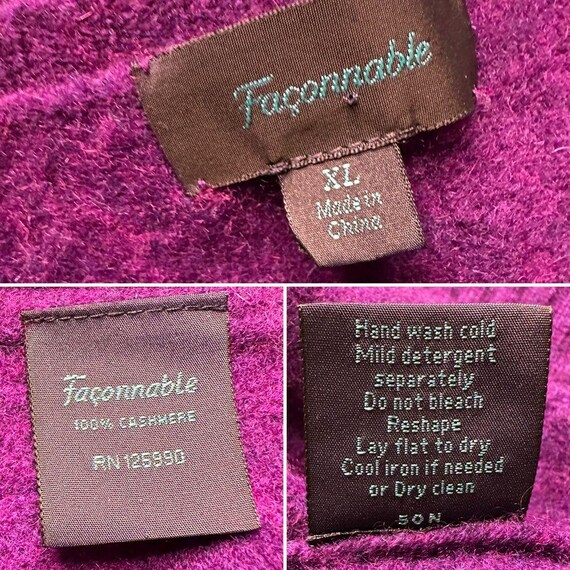 Façonnable
XL
Made in
China
Façonnable
100% CASHMERE
RN 125990
Hand wash cold
Mild detergent
separately
Do not bleach
Reshape
Lay flat to dry
Cool iron if needed
or Dry clean
SON